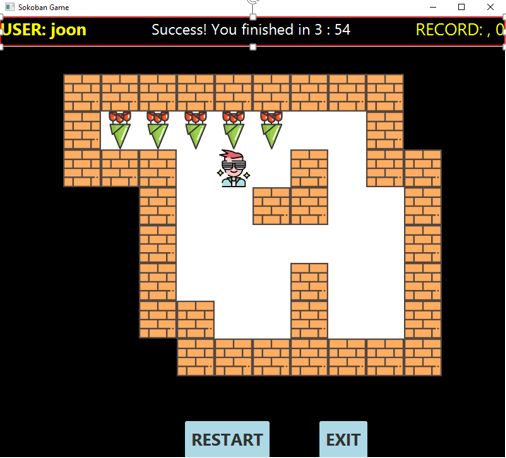 Sokoban Game
USER: joon Success! You finished in 3 : 54 RECORD: , 0
RESTART EXIT